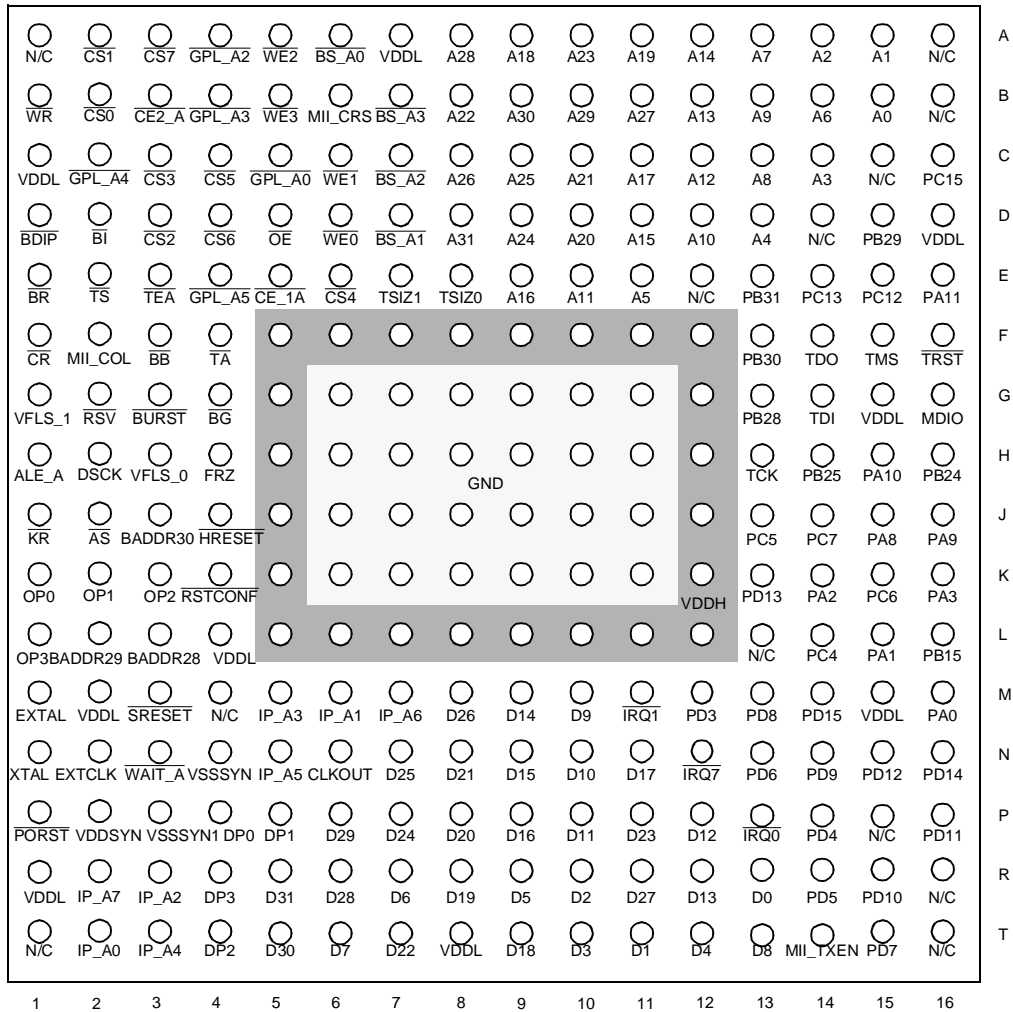 A
N/C CS1 CS7 GPL_A2 WE2 BS_A0 VDDL A28 A18 A23 A19 A14 A7 A2 A1 N/C
B
WR CS0 CE2_A GPL_A3 WE3 MII_CRS BS_A3 A22 A30 A29 A27 A13 A9 A6 A0 N/C
C
VDDL GPL_A4 CS3 CS5 GPL_A0 WE1 BS_A2 A26 A25 A21 A17 A12 A8 A3 N/C PC15
D
BDIP BI CS2 CS6 OE WE0 BS_A1 A31 A24 A20 A15 A10 A4 N/C PB29 VDDL
E
BR TS TEA GPL_A5 CE_1A CS4 TSIZ1 TSIZ0 A16 A11 A5 N/C PB31 PC13 PC12 PA11
F
CR MII_COL BB TA PB30 TDO TMS TRST
G
VFLS_1 RSV BURST BG PB28 TDI VDDL MDIO
H
ALE_A DSCK VFLS_0 FRZ GND TCK PB25 PA10 PB24
J
KR AS BADDR30 HRESET PC5 PC7 PA8 PA9
K
OP0 OP1 OP2 RSTCONF VDDH PD13 PA2 PC6 PA3
L
OP3 BADDR29 BADDR28 VDDL N/C PC4 PA1 PB15
M
EXTAL VDDL SRESET N/C IP_A3 IP_A1 IP_A6 D26 D14 D9 IRQ1 PD3 PD8 PD15 VDDL PA0
N
XTAL EXTCLK WAIT_A VSSSYN IP_A5 CLKOUT D25 D21 D15 D10 D17 IRQ7 PD6 PD9 PD12 PD14
P
PORST VDDSYN VSSSYN1 DP0 DP1 D29 D24 D20 D16 D11 D23 D12 IRQ0 PD4 N/C PD11
R
VDDL IP_A7 IP_A2 DP3 D31 D28 D6 D19 D5 D2 D27 D13 D0 PD5 PD10 N/C
T
N/C IP_A0 IP_A4 DP2 D30 D7 D22 VDDL D18 D3 D1 D4 D8 MII_TXEN PD7 N/C
1 2 3 4 5 6 7 8 9 10 11 12 13 14 15 16